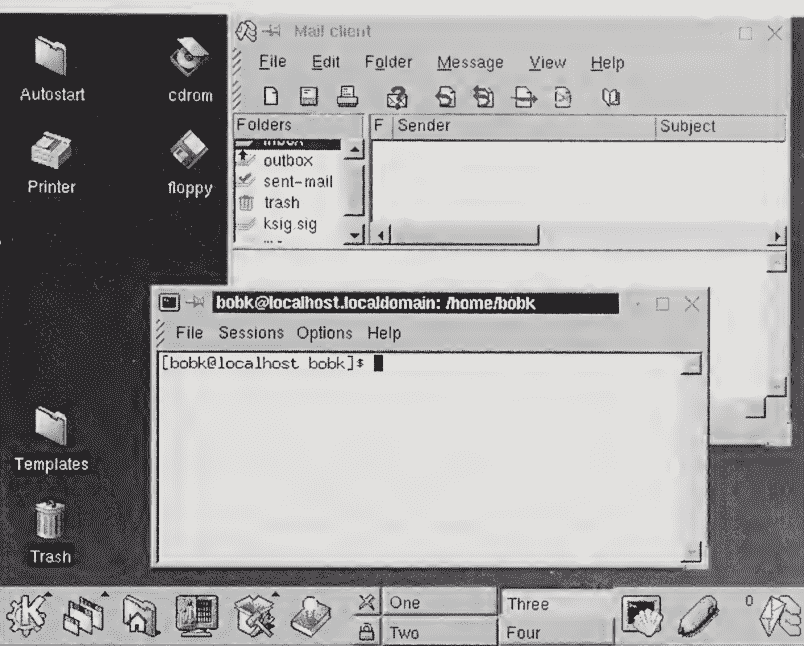 Mail client
File Edit Folder Message View Help
Folders
F Sender Subject
inbox
outbox
sent-mail
trash
ksig.sig
Autostart
cdrom
Printer
floppy
bobk@localhost.localdomain: /home/bobk
File Sessions Options Help
[bobk@localhost bobk]$
Templates
Trash
K
One
Three
0
Two
Four